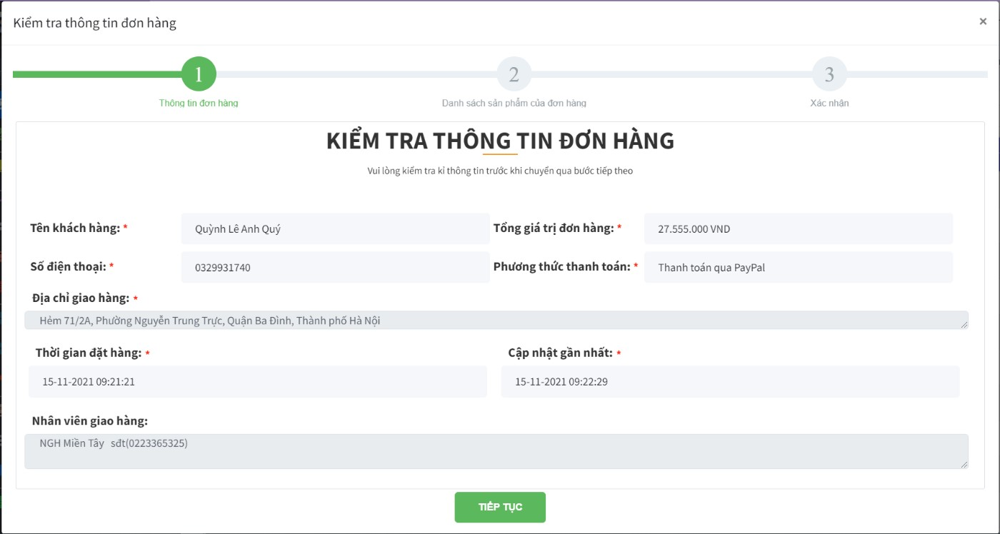 Kiểm tra thông tin đơn hàng ×
1 2 3
Thông tin đơn hàng Danh sách sản phẩm của đơn hàng Xác nhận
KIỂM TRA THÔNG TIN ĐƠN HÀNG
Vui lòng kiểm tra kĩ thông tin trước khi chuyển qua bước tiếp theo
Tên khách hàng: * Quỳnh Lê Anh Quý Tổng giá trị đơn hàng: * 27.555.000 VND
Số điện thoại: * 0329931740 Phương thức thanh toán: * Thanh toán qua PayPal
Địa chỉ giao hàng: *
Hẻm 71/2A, Phường Nguyễn Trung Trực, Quận Ba Đình, Thành phố Hà Nội
Thời gian đặt hàng: * Cập nhật gần nhất: *
15-11-2021 09:21:21 15-11-2021 09:22:29
Nhân viên giao hàng:
NGH Miền Tây sđt(0223365325)
TIẾP TỤC